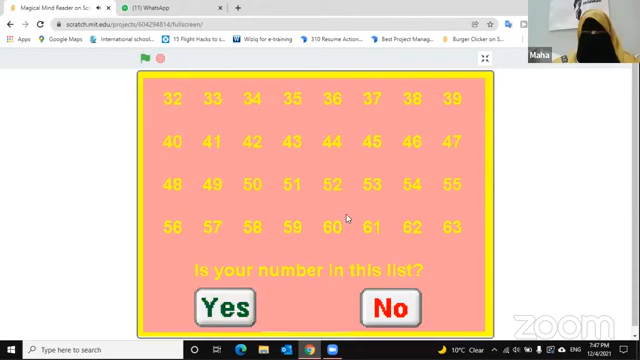 Magical Mind Reader on Scr
WhatsApp
scratch.mit.edu/projects/604294814/fullscreen/
Apps
Google Maps
International school...
15 Flight Hacks to s...
Wiziq for e-training
310 Resume Action...
Best Project Manag...
Burger Clicker on S...
Maha
32 33 34 35 36 37 38 39
40 41 42 43 44 45 46 47
48 49 50 51 52 53 54 55
56 57 58 59 60 61 62 63
Is your number in this list?
Yes
No
zoom
Type here to search
10°C Clear
ENG
7:47 PM
12/4/2021